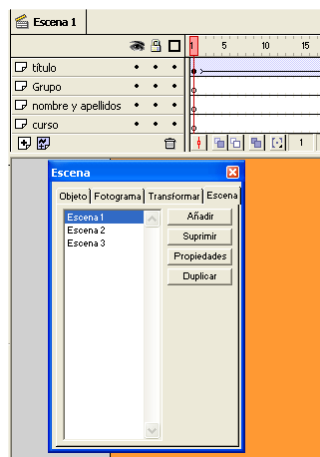 Escena 1
1 5 10 15
título
Grupo
nombre y apellidos
curso
1
Escena
Objeto Fotograma Transformar Escena
Escena 1 Añadir
Escena 2 Suprimir
Escena 3 Propiedades
Duplicar